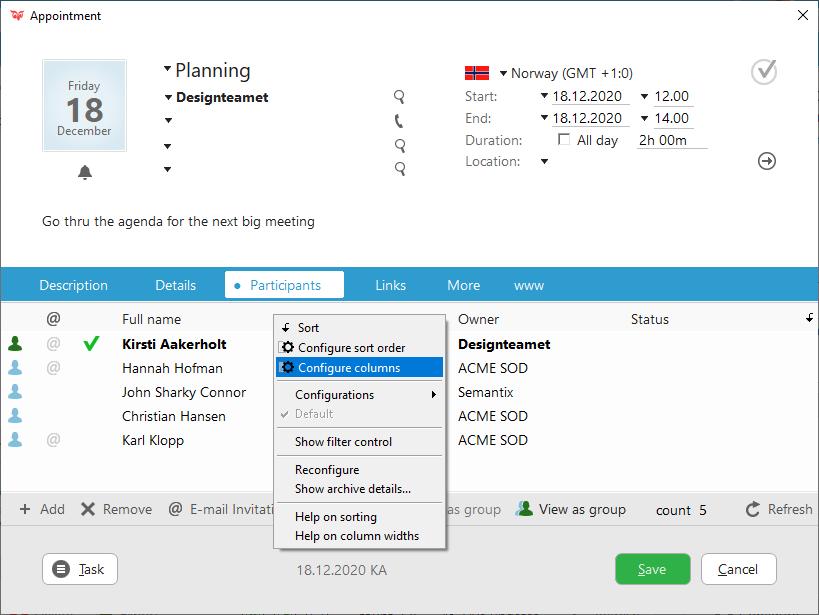 Appointment
Friday
18
December
Planning
Designteamet
Norway (GMT +1:0)
Start: 18.12.2020 12.00
End: 18.12.2020 14.00
Duration: All day 2h 00m
Location:
Go thru the agenda for the next big meeting
Description Details Participants Links More www
@ Full name Owner Status
@ Kirsti Aakerholt Designteamet
@ Hannah Hofman ACME SOD
John Sharky Connor Semantix
Christian Hansen ACME SOD
@ Karl Klopp ACME SOD
Sort
Configure sort order
Configure columns
Configurations
Default
Show filter control
Reconfigure
Show archive details...
Help on sorting
Help on column widths
+ Add Remove @ E-mail Invitati as group View as group count 5 Refresh
Task 18.12.2020 KA Save Cancel